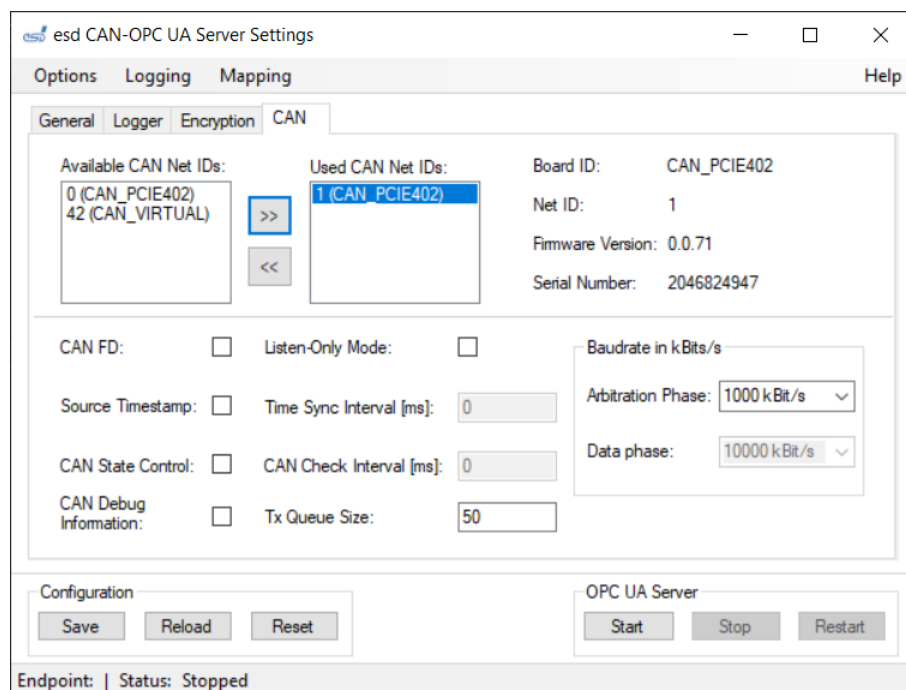 esd esd CAN-OPC UA Server Settings
Options Logging Mapping Help
General Logger Encryption CAN
Available CAN Net IDs:
0 (CAN_PCIE402)
42 (CAN_VIRTUAL)
>>
<<
Used CAN Net IDs:
1 (CAN_PCIE402)
Board ID: CAN_PCIE402
Net ID: 1
Firmware Version: 0.0.71
Serial Number: 2046824947
CAN FD: Listen-Only Mode:
Source Timestamp: Time Sync Interval [ms]: 0
CAN State Control: CAN Check Interval [ms]: 0
CAN Debug
Information:
Tx Queue Size: 50
Baudrate in kBits/s
Arbitration Phase: 1000 kBit/s
Data phase: 10000 kBit/s
Configuration
Save Reload Reset
OPC UA Server
Start Stop Restart
Endpoint: | Status: Stopped